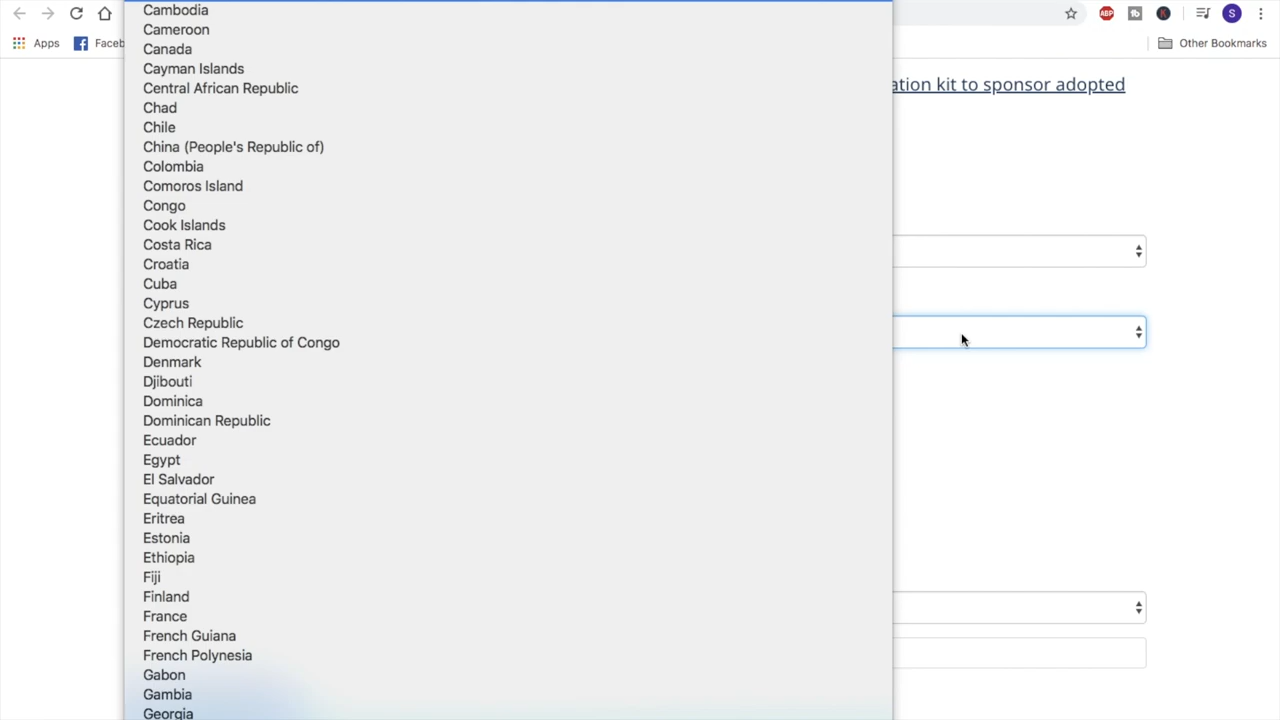 Cambodia
Cameroon
Canada
Cayman Islands
Central African Republic
Chad
Chile
China (People's Republic of)
Colombia
Comoros Island
Congo
Cook Islands
Costa Rica
Croatia
Cuba
Cyprus
Czech Republic
Democratic Republic of Congo
Denmark
Djibouti
Dominica
Dominican Republic
Ecuador
Egypt
El Salvador
Equatorial Guinea
Eritrea
Estonia
Ethiopia
Fiji
Finland
France
French Guiana
French Polynesia
Gabon
Gambia
Georgia
ABP
S
Apps
Faceb
Other Bookmarks
ation kit to sponsor adopted